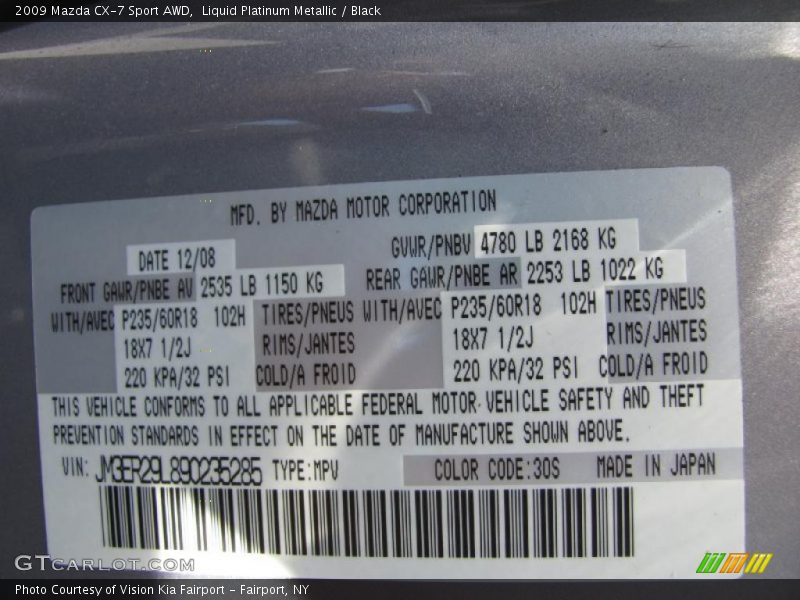 2009 Mazda CX-7 Sport AWD, Liquid Platinum Metallic / Black
MFD. BY MAZDA MOTOR CORPORATION
DATE 12/08 GVWR/PNBV 4780 LB 2168 KG
FRONT GAWR/PNBE AV 2535 LB 1150 KG REAR GAWR/PNBE AR 2253 LB 1022 KG
WITH/AVEC P235/60R18 102H TIRES/PNEUS WITH/AVEC P235/60R18 102H TIRES/PNEUS
18X7 1/2J RIMS/JANTES 18X7 1/2J RIMS/JANTES
220 KPA/32 PSI COLD/A FROID 220 KPA/32 PSI COLD/A FROID
THIS VEHICLE CONFORMS TO ALL APPLICABLE FEDERAL MOTOR VEHICLE SAFETY AND THEFT
PREVENTION STANDARDS IN EFFECT ON THE DATE OF MANUFACTURE SHOWN ABOVE.
VIN: JM3ER29L890235285 TYPE:MPV COLOR CODE:30S MADE IN JAPAN
GTCARLOT.COM
Photo Courtesy of Vision Kia Fairport - Fairport, NY